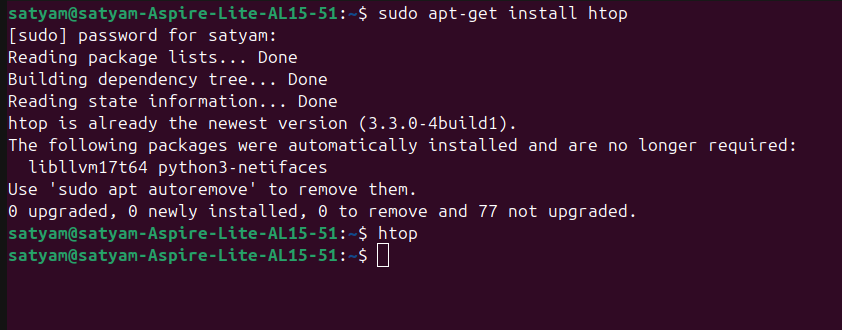 satyam@satyam-Aspire-Lite-AL15-51:~$ sudo apt-get install htop
[sudo] password for satyam:
Reading package lists... Done
Building dependency tree... Done
Reading state information... Done
htop is already the newest version (3.3.0-4build1).
The following packages were automatically installed and are no longer required:
  libllvm17t64 python3-netifaces
Use 'sudo apt autoremove' to remove them.
0 upgraded, 0 newly installed, 0 to remove and 77 not upgraded.
satyam@satyam-Aspire-Lite-AL15-51:~$ htop
satyam@satyam-Aspire-Lite-AL15-51:~$